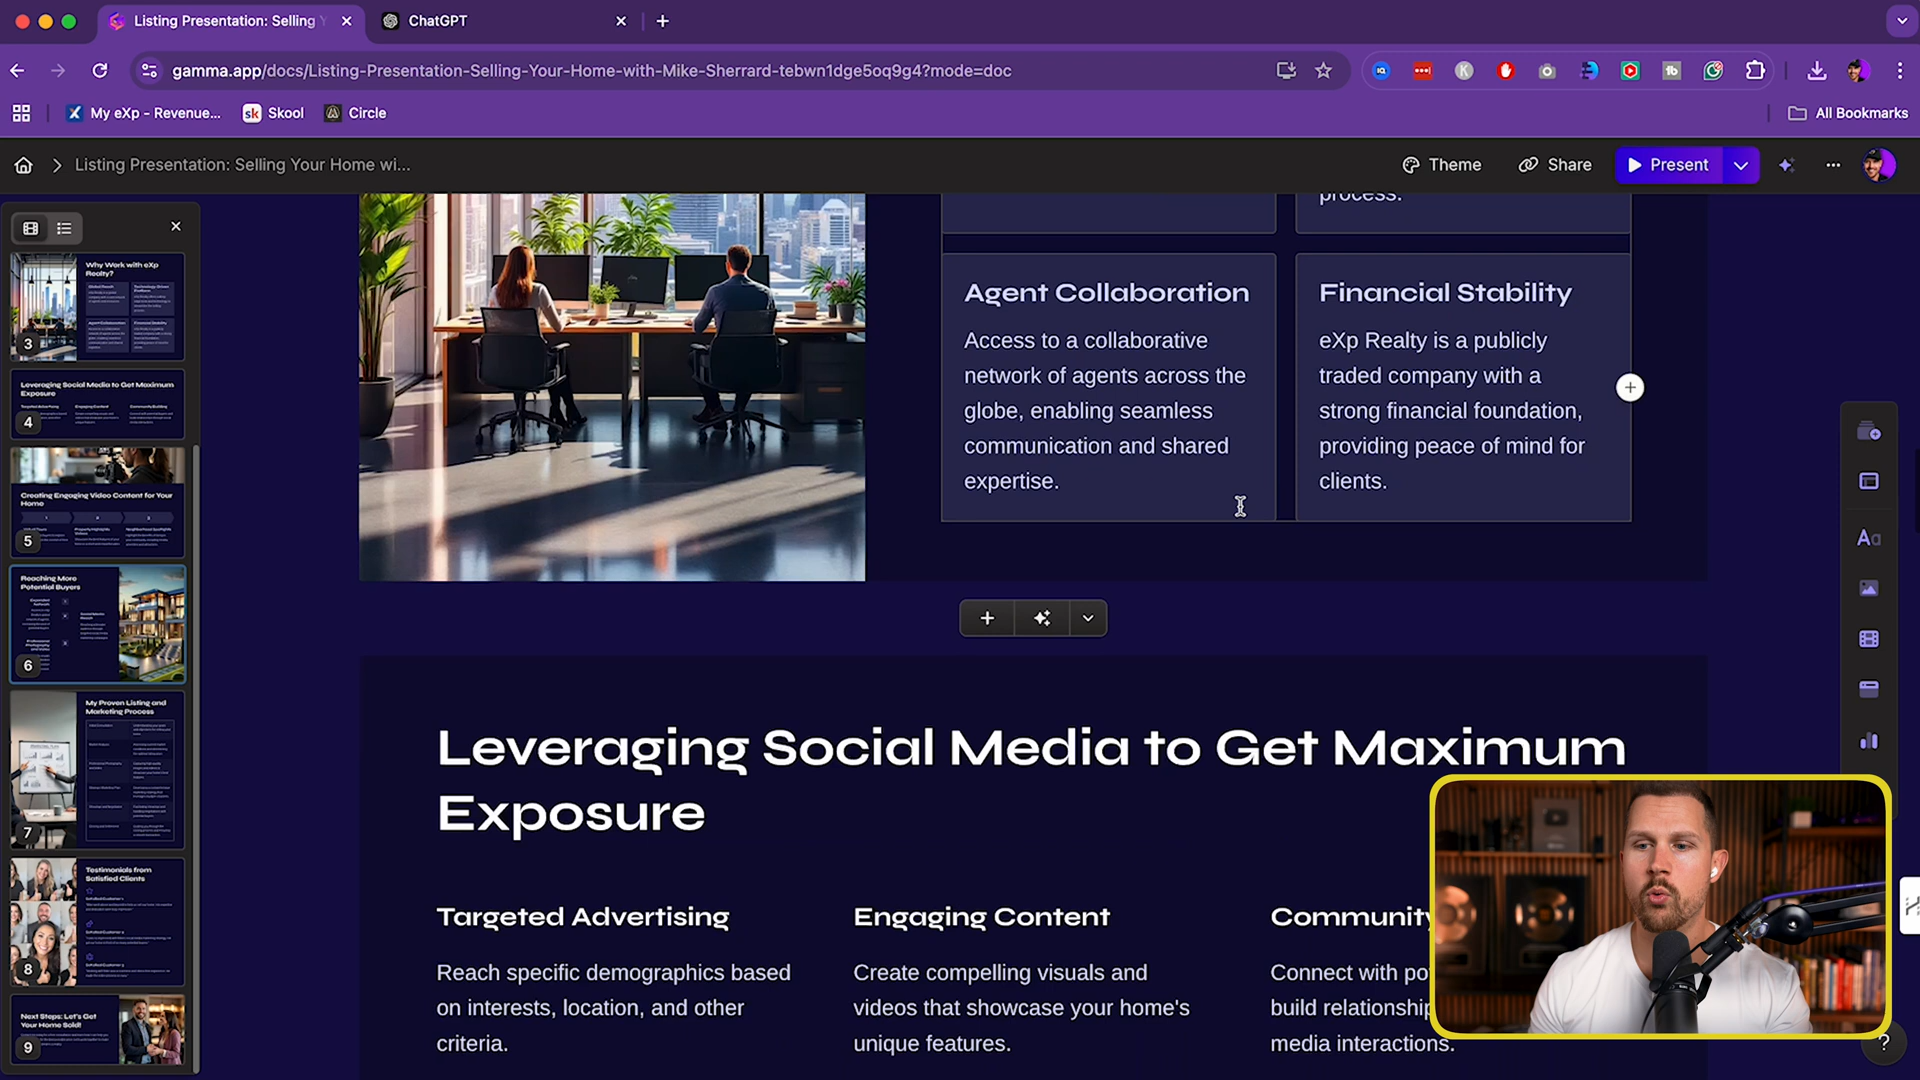 Listing Presentation: Selling Y
ChatGPT
gamma.app/docs/Listing-Presentation-Selling-Your-Home-with-Mike-Sherrard-tebwn1dge5oq9g4?mode=doc
My eXp - Revenue...
sk Skool
Circle
All Bookmarks
Listing Presentation: Selling Your Home wi...
Theme
Share
Present
Why Work with eXp
Realty?
3
Leveraging Social Media to Get Maximum
Exposure
4
Creating Engaging Video Content for Your
Home
5
Reaching More
Potential Buyers
6
My Proven Listing and
Marketing Process
7
Testimonials from
Satisfied Clients
8
Next Steps: Let's Get
Your Home Sold!
9
process.
Agent Collaboration
Access to a collaborative
network of agents across the
globe, enabling seamless
communication and shared
expertise.
Financial Stability
eXp Realty is a publicly
traded company with a
strong financial foundation,
providing peace of mind for
clients.
Leveraging Social Media to Get Maximum
Exposure
Targeted Advertising
Reach specific demographics based
on interests, location, and other
criteria.
Engaging Content
Create compelling visuals and
videos that showcase your home's
unique features.
Community
Connect with po
build relationship
media interactions.
Aa
?